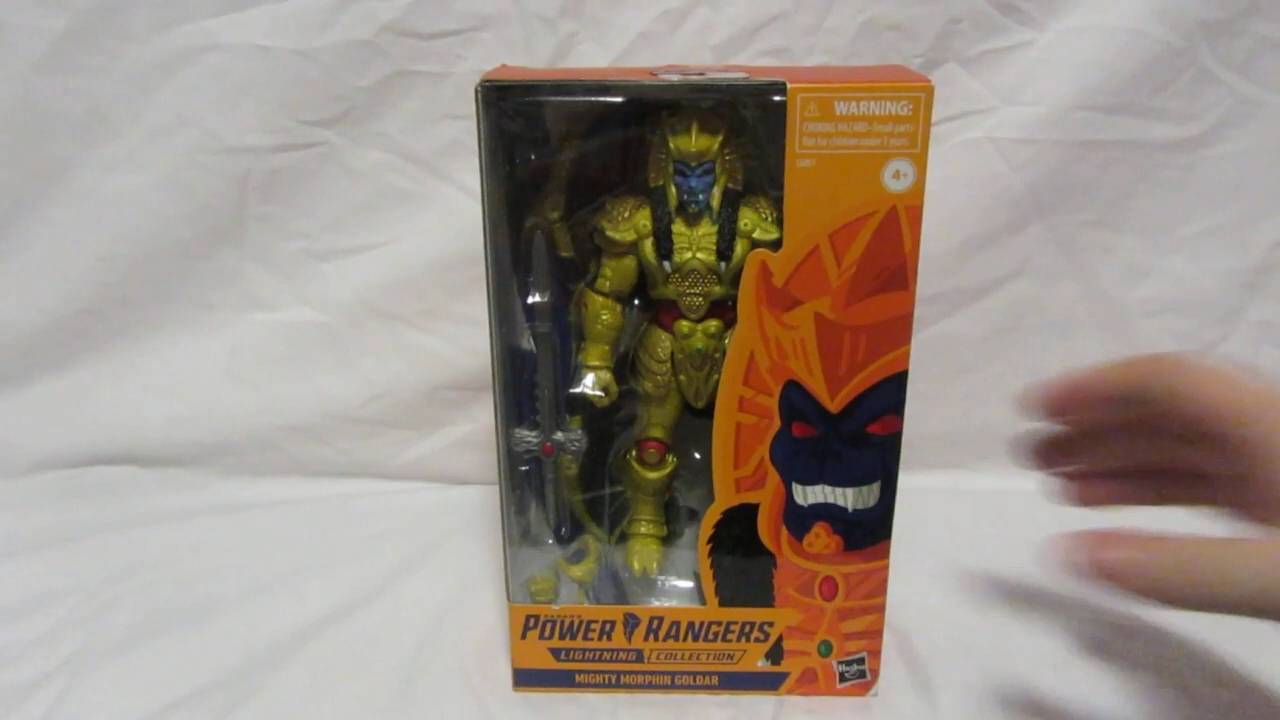 WARNING:
CHOKING HAZARD-Small parts
Not for children under 3 years.
4+
POWER RANGERS
LIGHTNING COLLECTION
MIGHTY MORPHIN GOLDAR
Hasbro